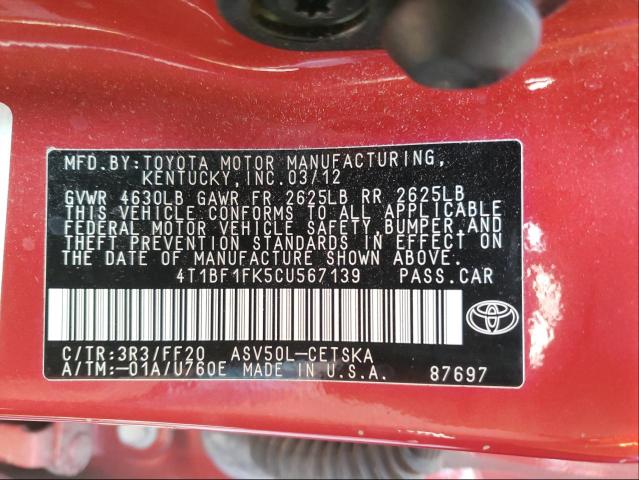 MFD.BY:TOYOTA MOTOR MANUFACTURING,
KENTUCKY,INC.03/12
GVWR 4630LB GAWR FR 2625LB RR 2625LB
THIS VEHICLE CONFORMS TO ALL APPLICABLE
FEDERAL MOTOR VEHICLE SAFETY,BUMPER,AND
THEFT PREVENTION STANDARDS IN EFFECT ON
THE DATE OF MANUFACTURE SHOWN ABOVE.
4T1BF1FK5CU567139 PASS.CAR
C/TR:3R3/FF20 ASV50L-CETSKA
A/TM:-01A/U760E MADE IN U.S.A. 87697